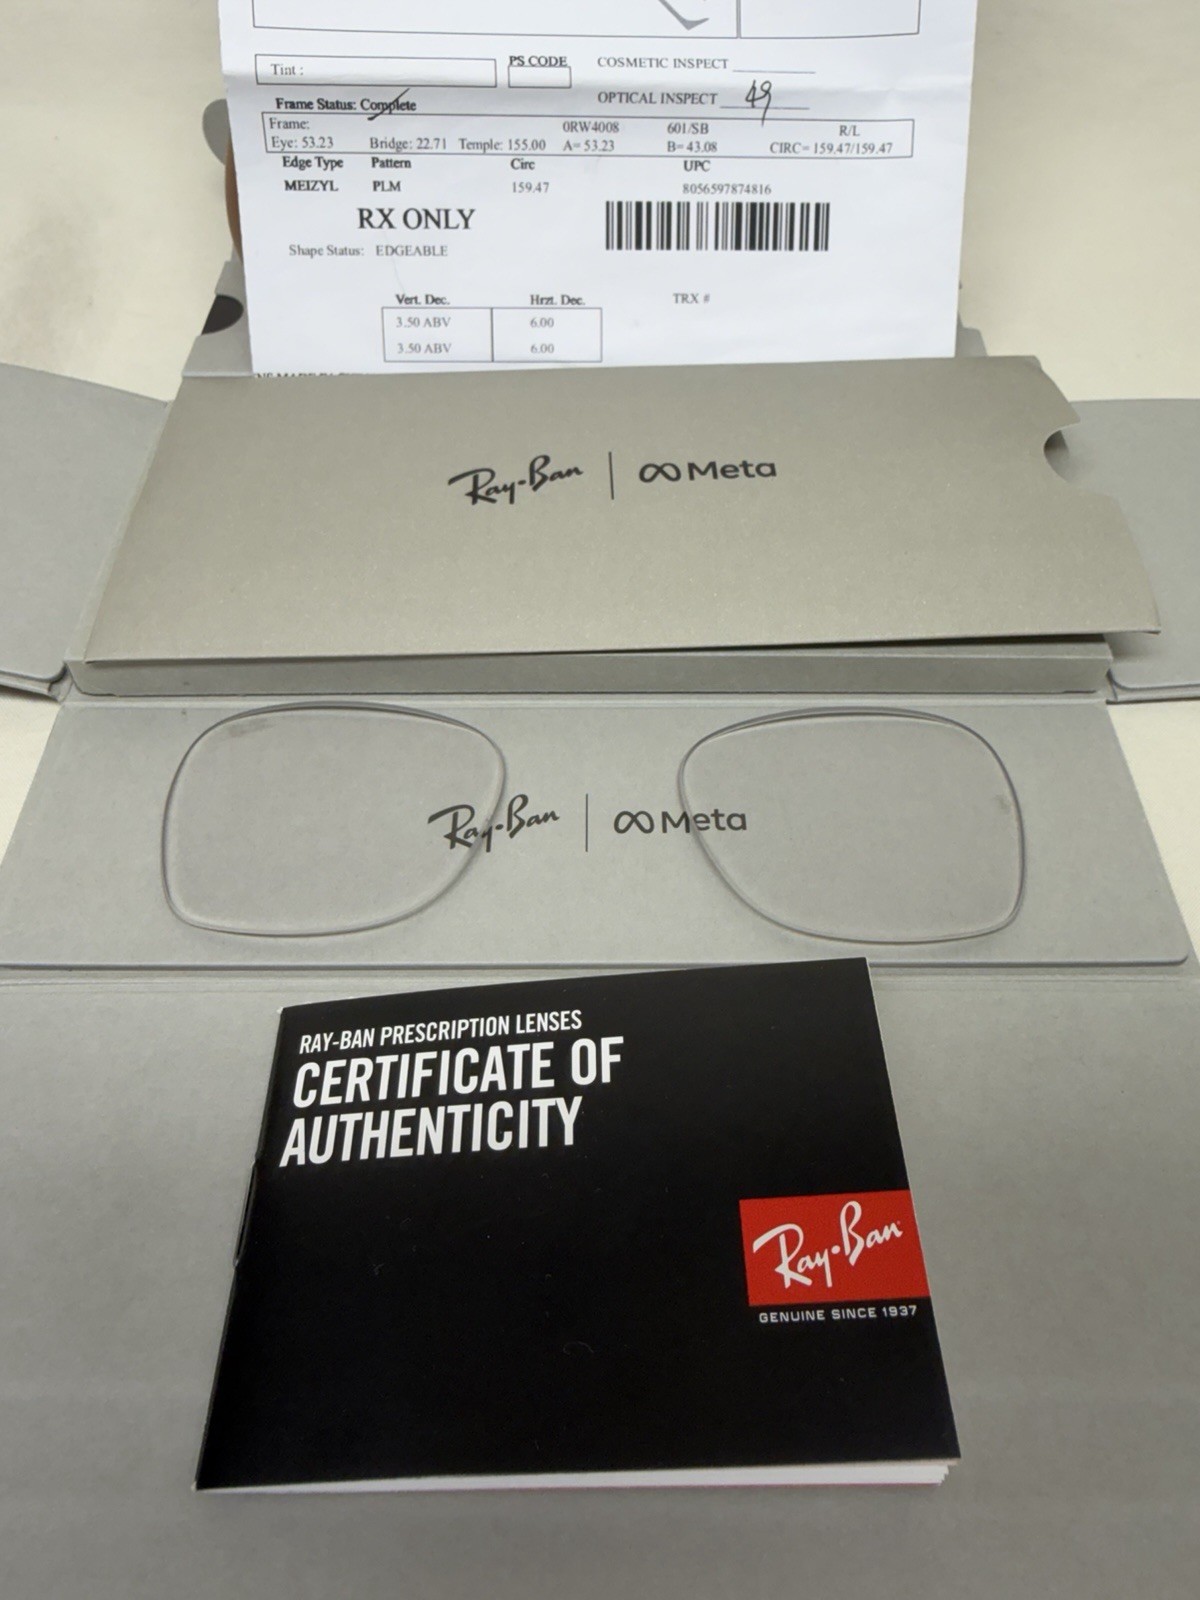 Tint :
PS CODE
COSMETIC INSPECT
Frame Status: Complete
OPTICAL INSPECT 49
Frame: 0RW4008 601/SB R/L
Eye: 53.23 Bridge: 22.71 Temple: 155.00 A= 53.23 B= 43.08 CIRC= 159.47/159.47
Edge Type Pattern Circ UPC
MEIZYL PLM 159.47 8056597874816
RX ONLY
Shape Status: EDGEABLE
Vert. Dec. Hrzt. Dec. TRX #
3.50 ABV 6.00
3.50 ABV 6.00
Ray-Ban | Meta
Ray-Ban | Meta
RAY-BAN PRESCRIPTION LENSES
CERTIFICATE OF
AUTHENTICITY
Ray-Ban
GENUINE SINCE 1937